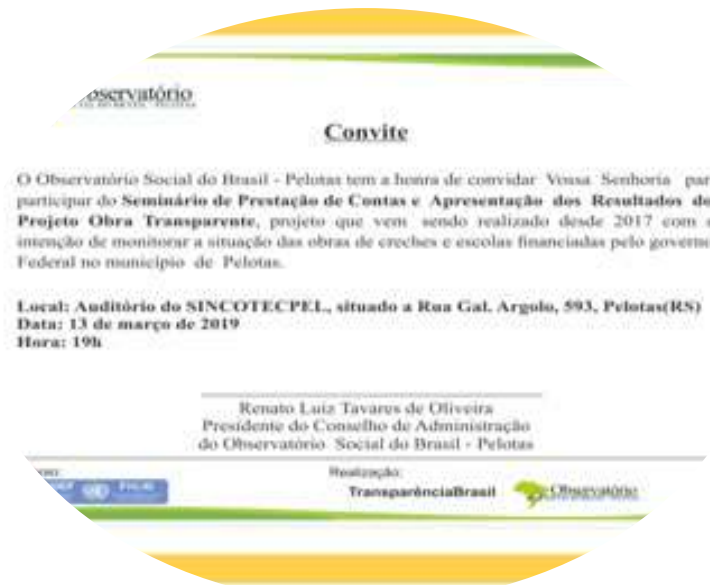 Observatório
Convite
O Observatório Social do Brasil - Pelotas tem a honra de convidar Vossa Senhoria par
participar do Seminário de Prestação de Contas e Apresentação dos Resultados do
Projeto Obra Transparente, projeto que vem sendo realizado desde 2017 com
intenção de monitorar a situação das obras de creches e escolas financiadas pelo governo
Federal no município de Pelotas.
Local: Auditório do SINCOTECPEL, situado a Rua Gal. Argolo, 593, Pelotas(RS)
Data: 13 de março de 2019
Hora: 19h
Renato Luiz Tavares de Oliveira
Presidente do Conselho de Administração
do Observatório Social do Brasil - Pelotas
Realização:
TransparênciaBrasil
Observatório